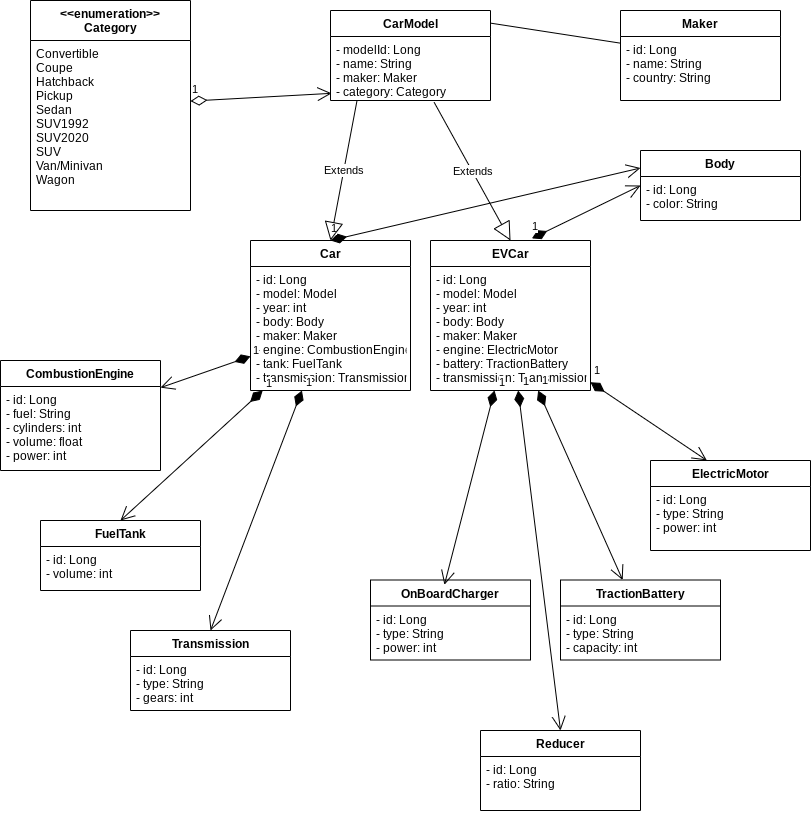 <<enumeration>>
Category
Convertible
Coupe
Hatchback
Pickup
Sedan
SUV1992
SUV2020
SUV
Van/Minivan
Wagon
1
CarModel
- modelId: Long
- name: String
- maker: Maker
- category: Category
Maker
- id: Long
- name: String
- country: String
Extends
Extends
Body
- id: Long
- color: String
1
1
Car
- id: Long
- model: Model
- year: int
- body: Body
- maker: Maker
- engine: CombustionEngine
- tank: FuelTank
- transmission: Transmission
1
1
1
EVCar
- id: Long
- model: Model
- year: int
- body: Body
- maker: Maker
- engine: ElectricMotor
- battery: TractionBattery
- transmission: Transmission
1
1
1
1
CombustionEngine
- id: Long
- fuel: String
- cylinders: int
- volume: float
- power: int
ElectricMotor
- id: Long
- type: String
- power: int
FuelTank
- id: Long
- volume: int
OnBoardCharger
- id: Long
- type: String
- power: int
TractionBattery
- id: Long
- type: String
- capacity: int
Transmission
- id: Long
- type: String
- gears: int
Reducer
- id: Long
- ratio: String